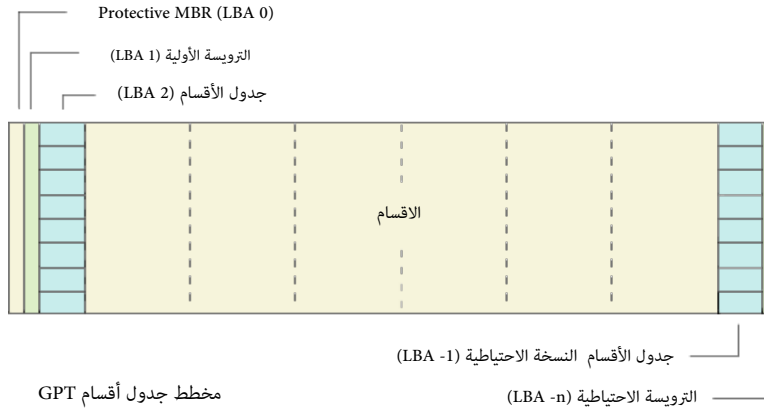 Protective MBR (LBA 0)
الترويسة الأولية (LBA 1)
جدول الأقسام (LBA 2)
الاقسام
جدول الأقسام النسخة الاحتياطية (LBA -1)
الترويسة الاحتياطية (LBA -n)
مخطط جدول أقسام GPT